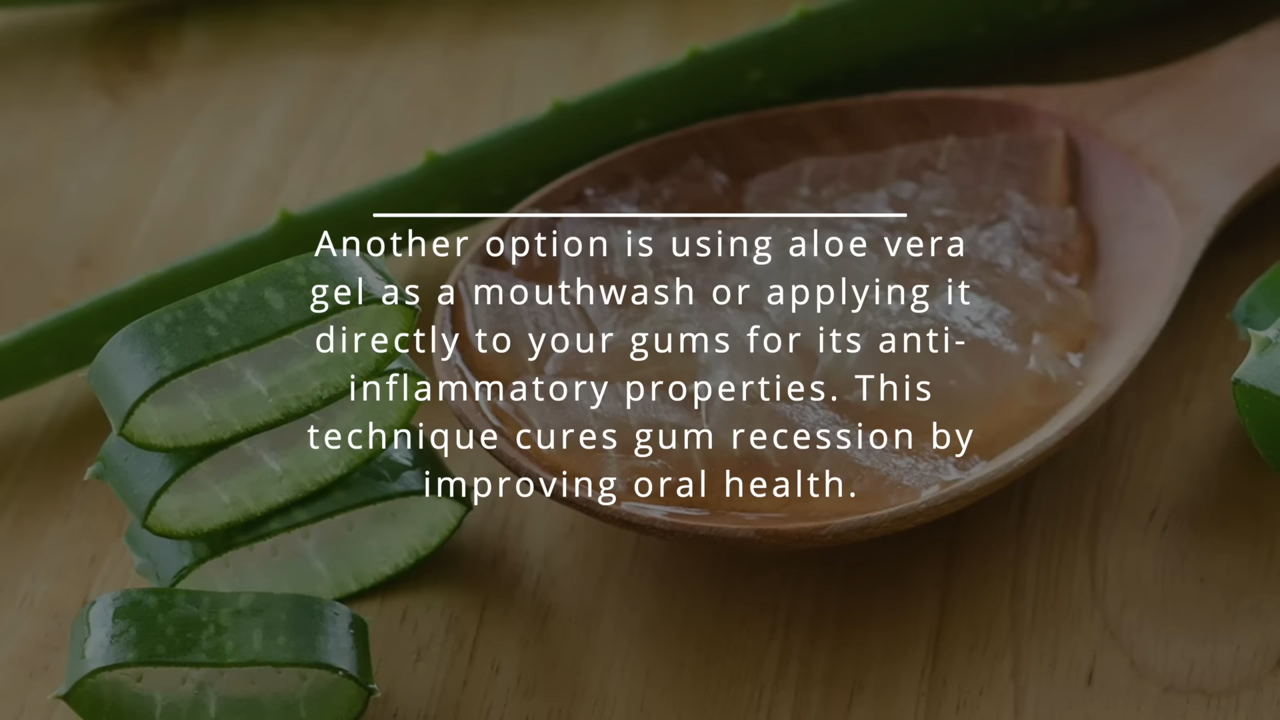 Another option is using aloe vera
gel as a mouthwash or applying it
directly to your gums for its anti-
inflammatory properties. This
technique cures gum recession by
improving oral health.